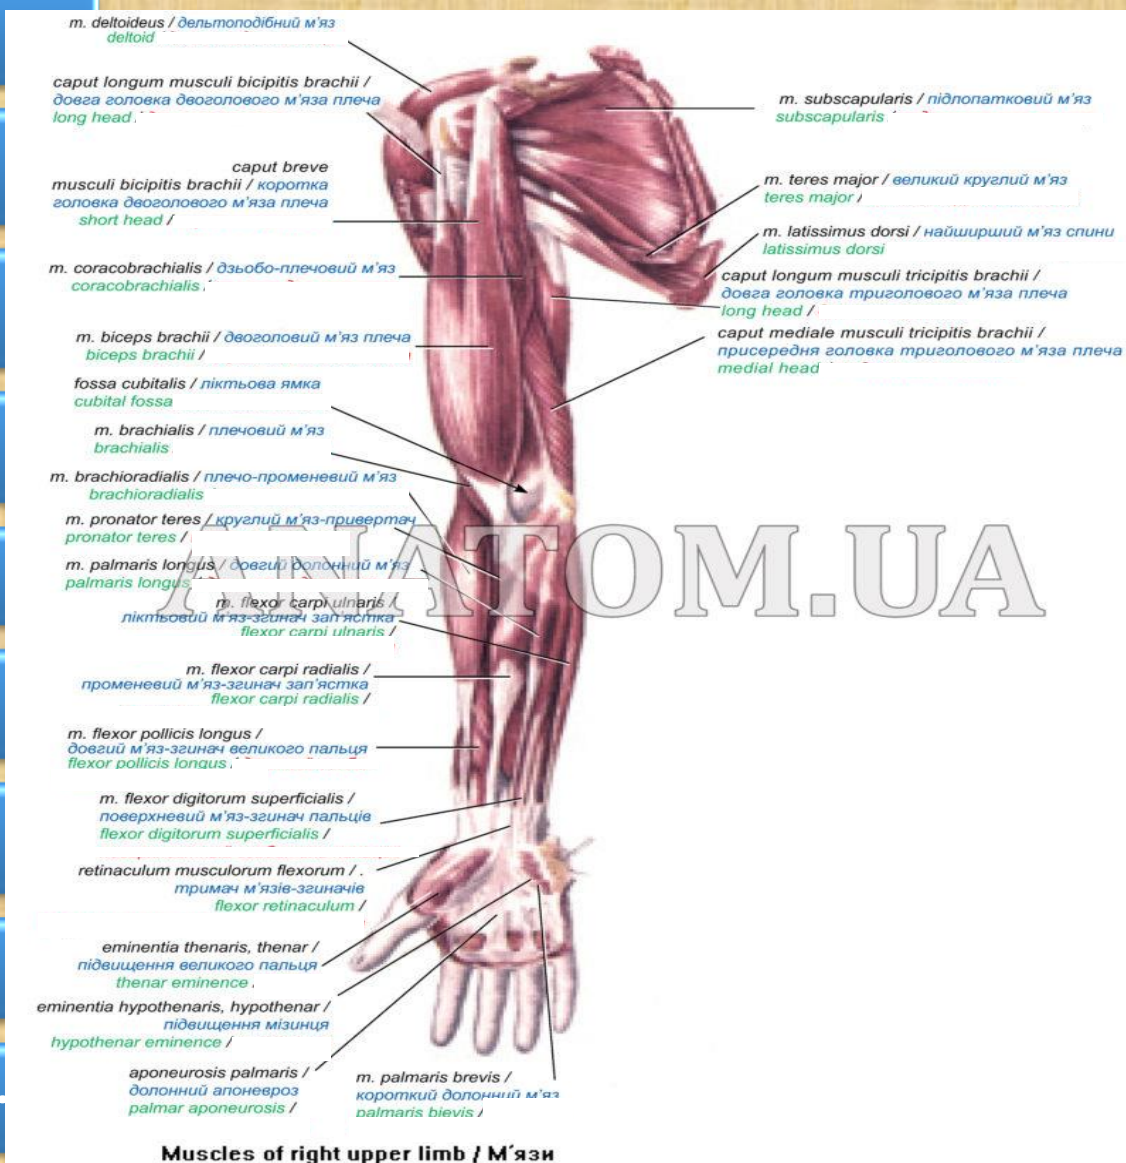 m. deltoideus / дельтоподібний м'яз
deltoid
caput longum musculi bicipitis brachii /
довга головка двоголового м'яза плеча
long head /
caput breve
musculi bicipitis brachii / коротка
головка двоголового м'яза плеча
short head /
m. coracobrachialis / дзьобо-плечовий м'яз
coracobrachialis
m. biceps brachii / двоголовий м'яз плеча
biceps brachii /
fossa cubitalis / ліктьова ямка
cubital fossa
m. brachialis / плечовий м'яз
brachialis
m. brachioradialis / плечо-променевий м'яз
brachioradialis
m. pronator teres / круглий м'яз-привертач
pronator teres /
m. palmaris longus / довгий долонний м'яз
palmaris longus
m. flexor carpi ulnaris /
ліктьовий м'яз-згинач зап'ястка
flexor carpi ulnaris /
m. flexor carpi radialis /
променевий м'яз-згинач зап'ястка
flexor carpi radialis /
m. flexor pollicis longus /
довгий м'яз-згинач великого пальця
flexor pollicis longus
m. flexor digitorum superficialis /
поверхневий м'яз-згинач пальців
flexor digitorum superficialis /
retinaculum musculorum flexorum / .
тримач м'язів-згиначів
flexor retinaculum /
eminentia thenaris, thenar /
підвищення великого пальця
thenar eminence
eminentia hypothenaris, hypothenar /
підвищення мізинця
hypothenar eminence /
aponeurosis palmaris /
долонний апоневроз
palmar aponeurosis /
m. palmaris brevis /
короткий долонний м'яз
palmaris bievis /
m. subscapularis / підлопатковий м'яз
subscapularis
m. teres major / великий круглий м'яз
teres major /
m. latissimus dorsi / найширший м'яз спини
latissimus dorsi
caput longum musculi tricipitis brachii /
довга головка триголового м'яза плеча
long head /
caput mediale musculi tricipitis brachii /
присередня головка триголового м'яза плеча
medial head
ANATOM.UA
Muscles of right upper limb / М'язи